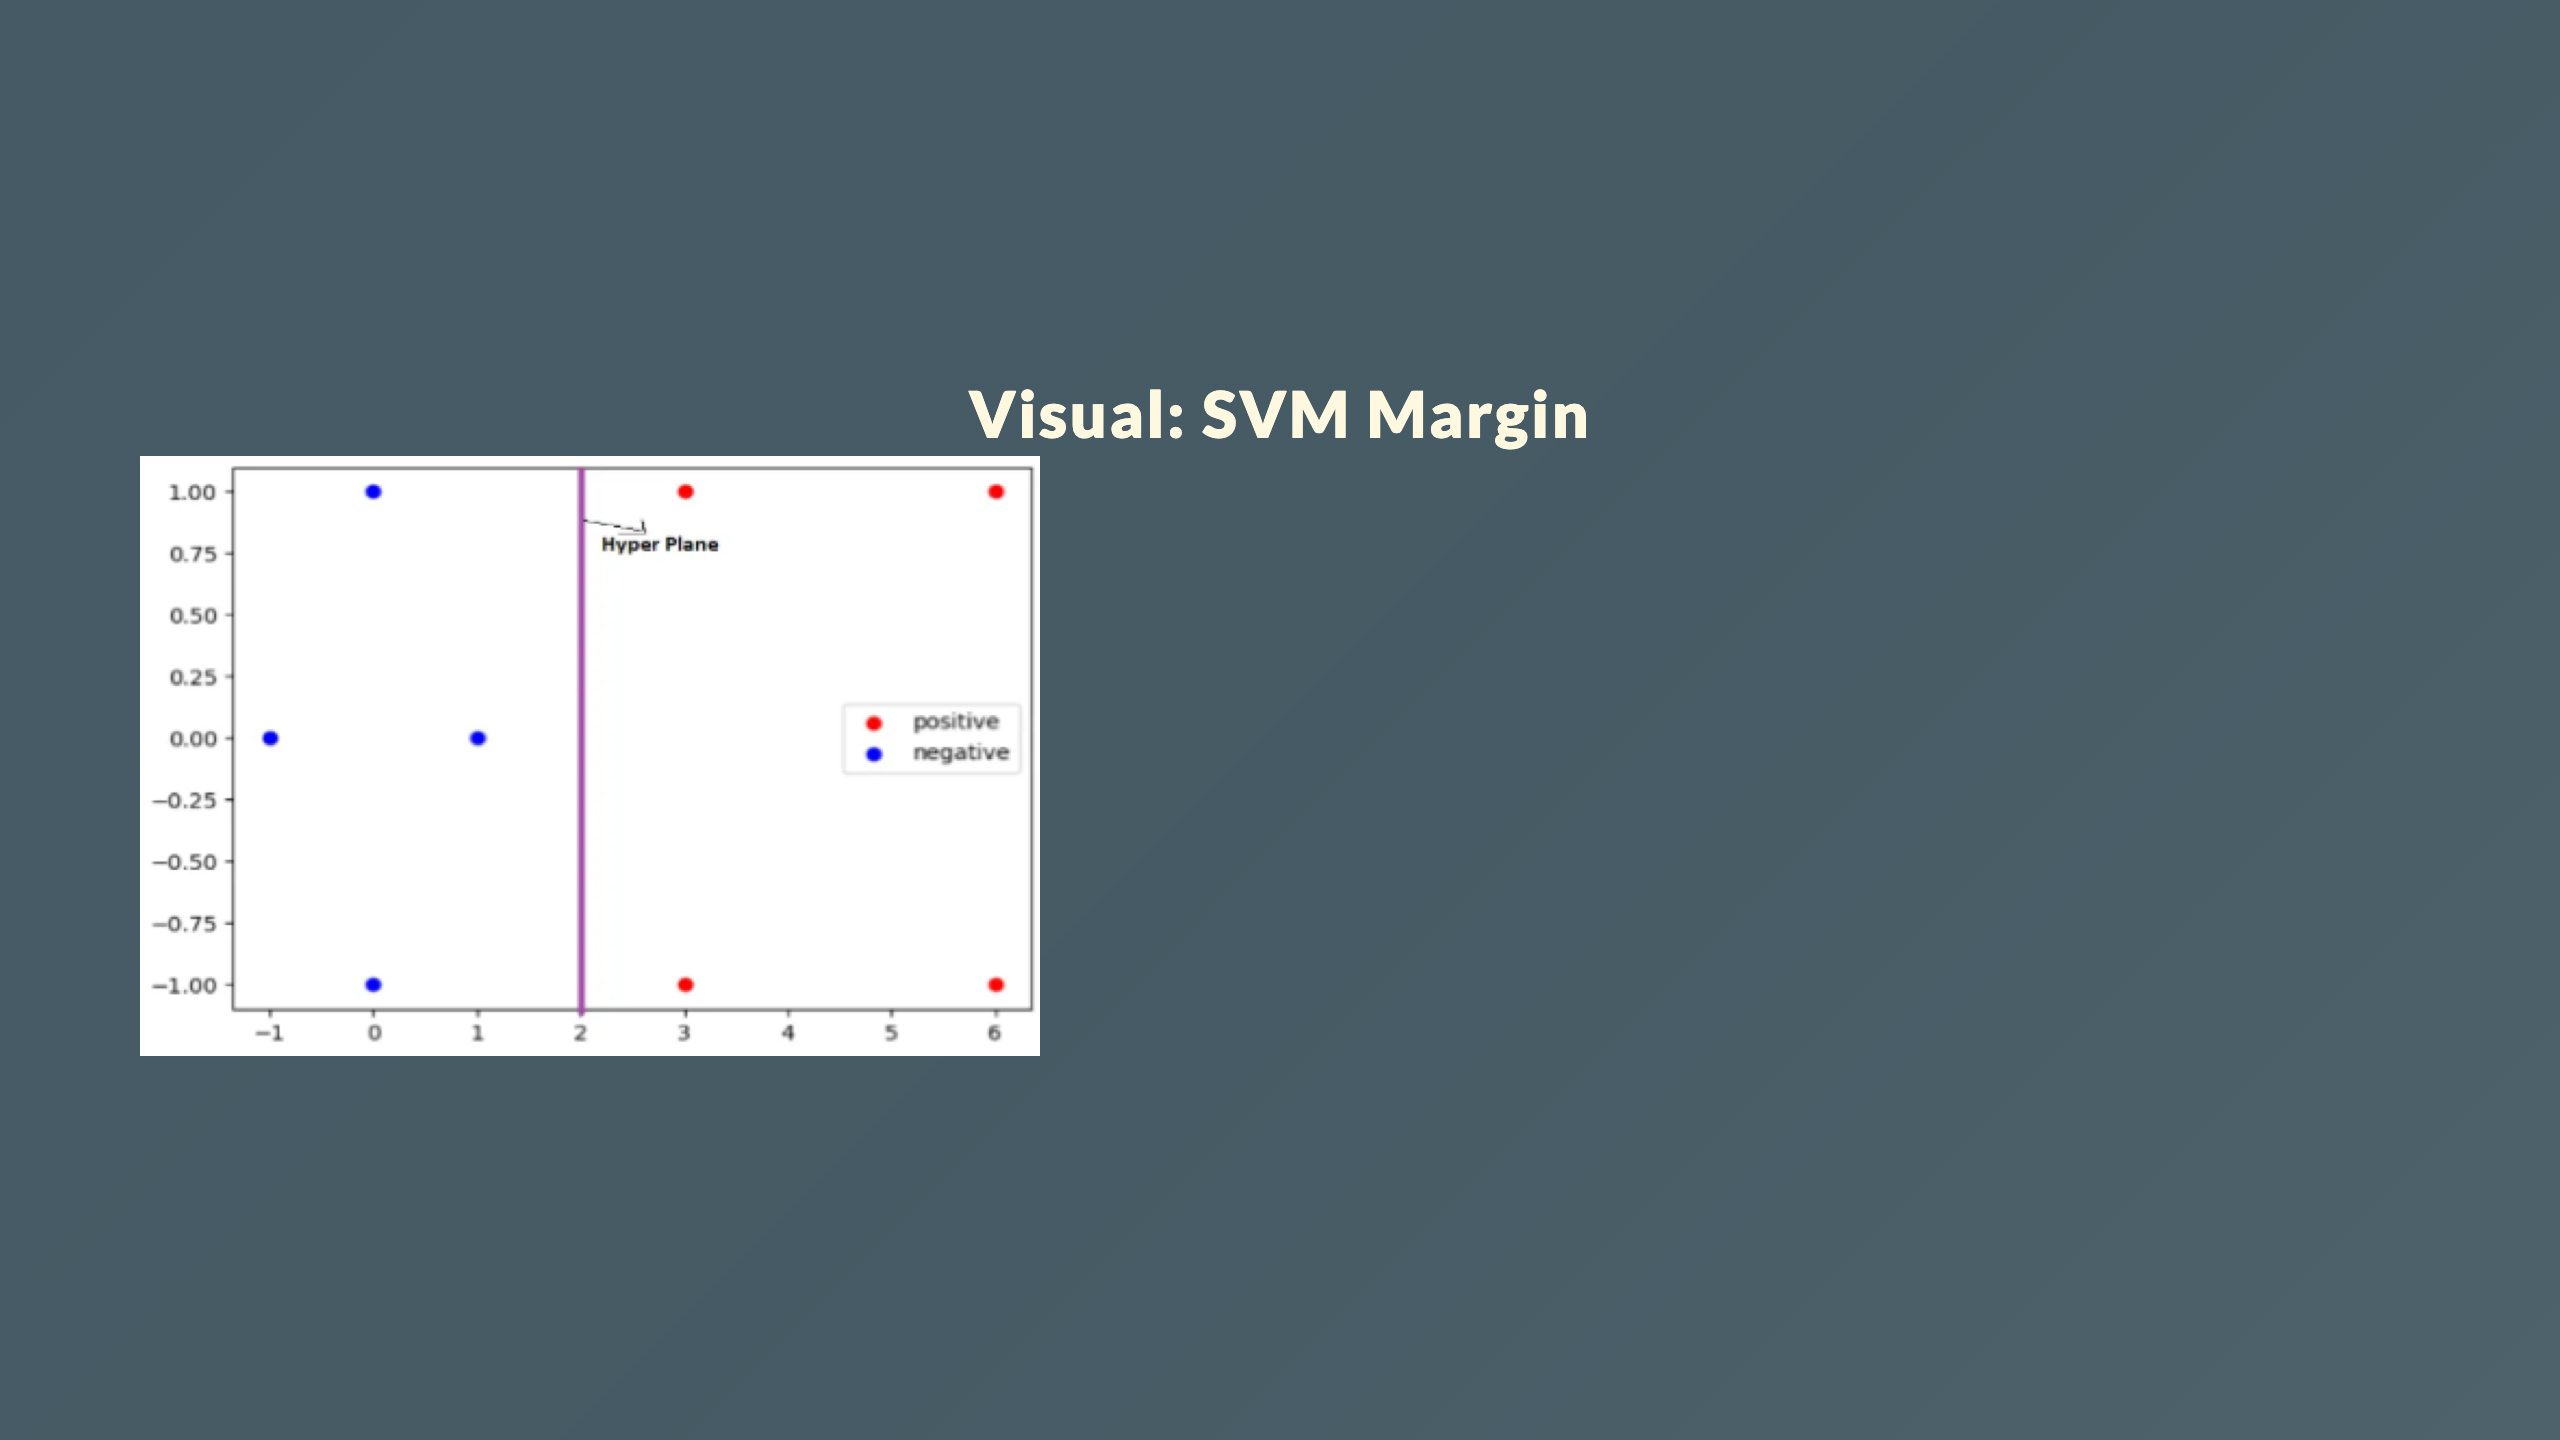 Visual: SVM Margin
1.00
0.75
0.50
0.25
0.00
−0.25
−0.50
−0.75
−1.00
Hyper Plane
positive
negative
−1 0 1 2 3 4 5 6